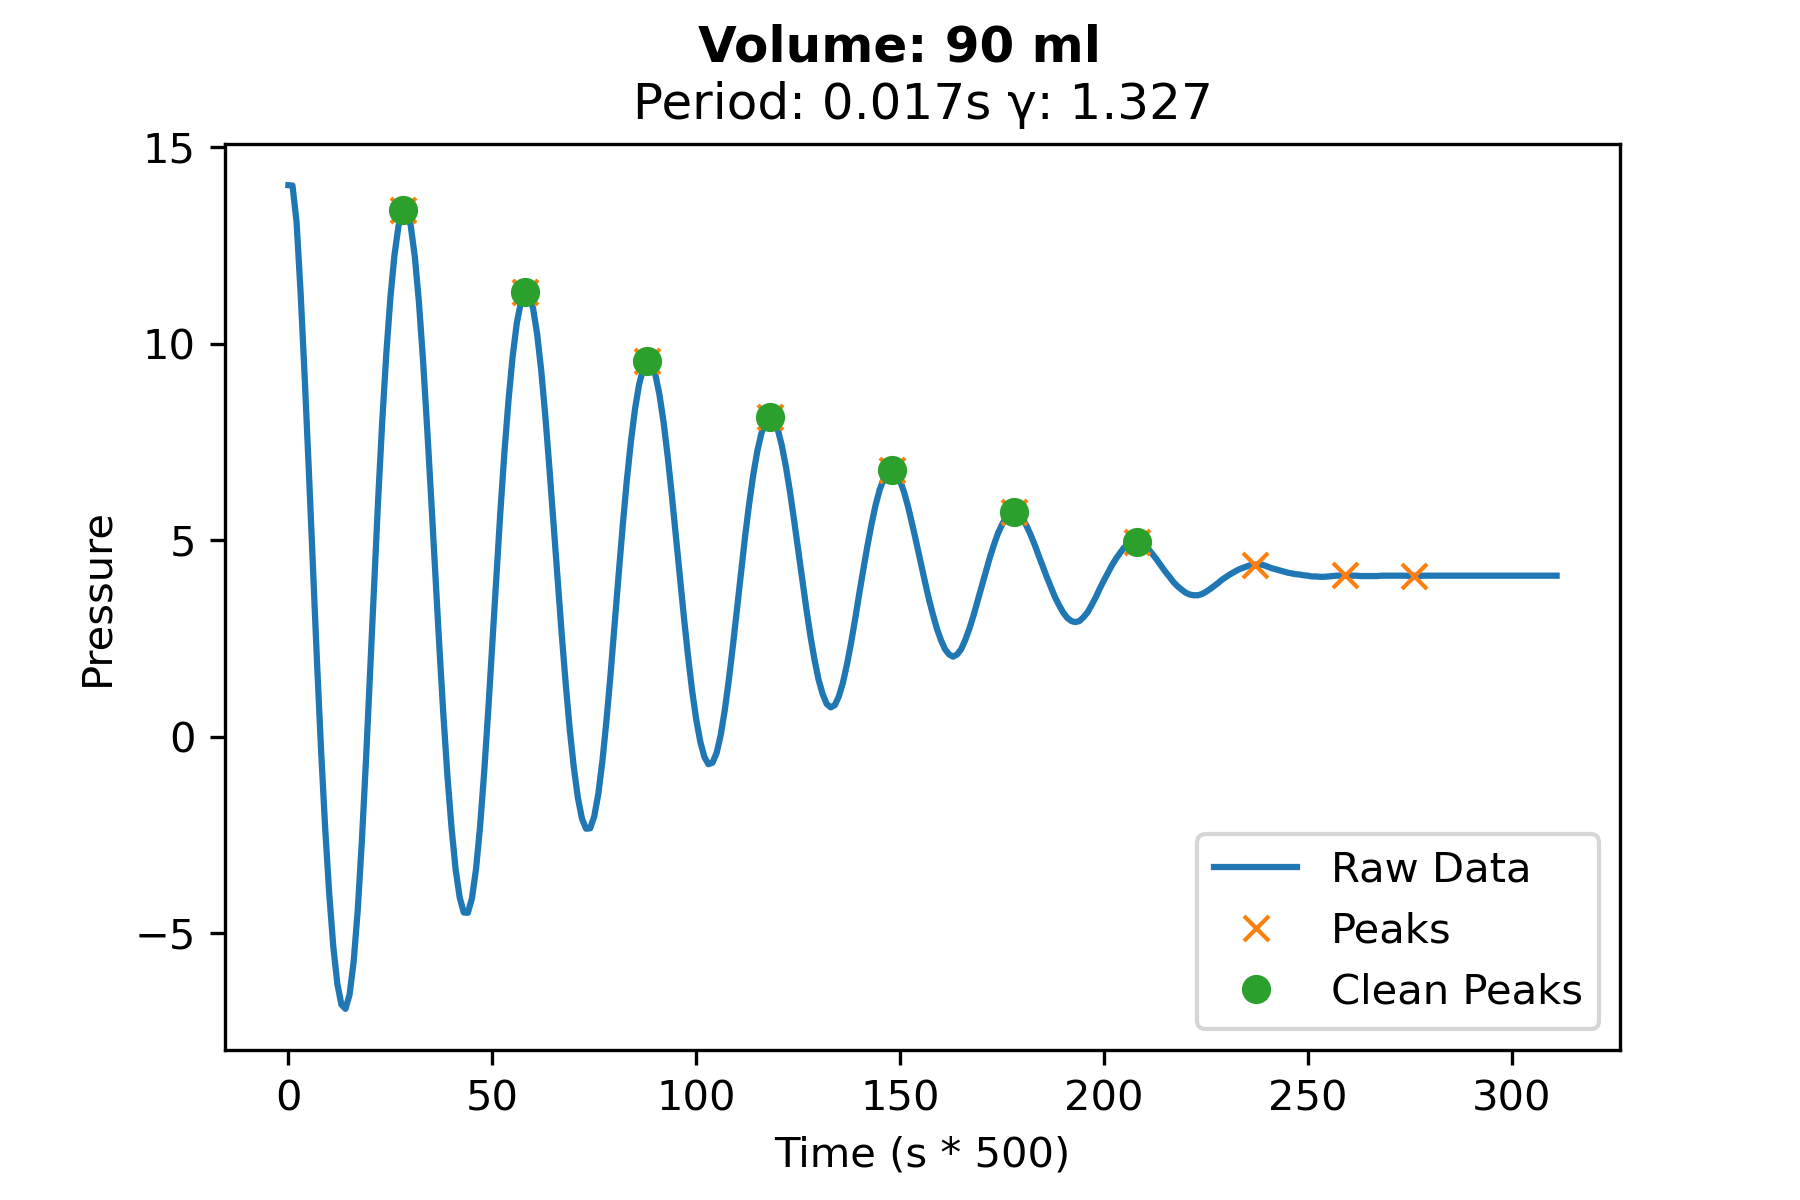 Volume: 90 ml
Period: 0.017s γ: 1.327
15
10
5
0
−5
Pressure
0 50 100 150 200 250 300
Time (s * 500)
Raw Data
Peaks
Clean Peaks